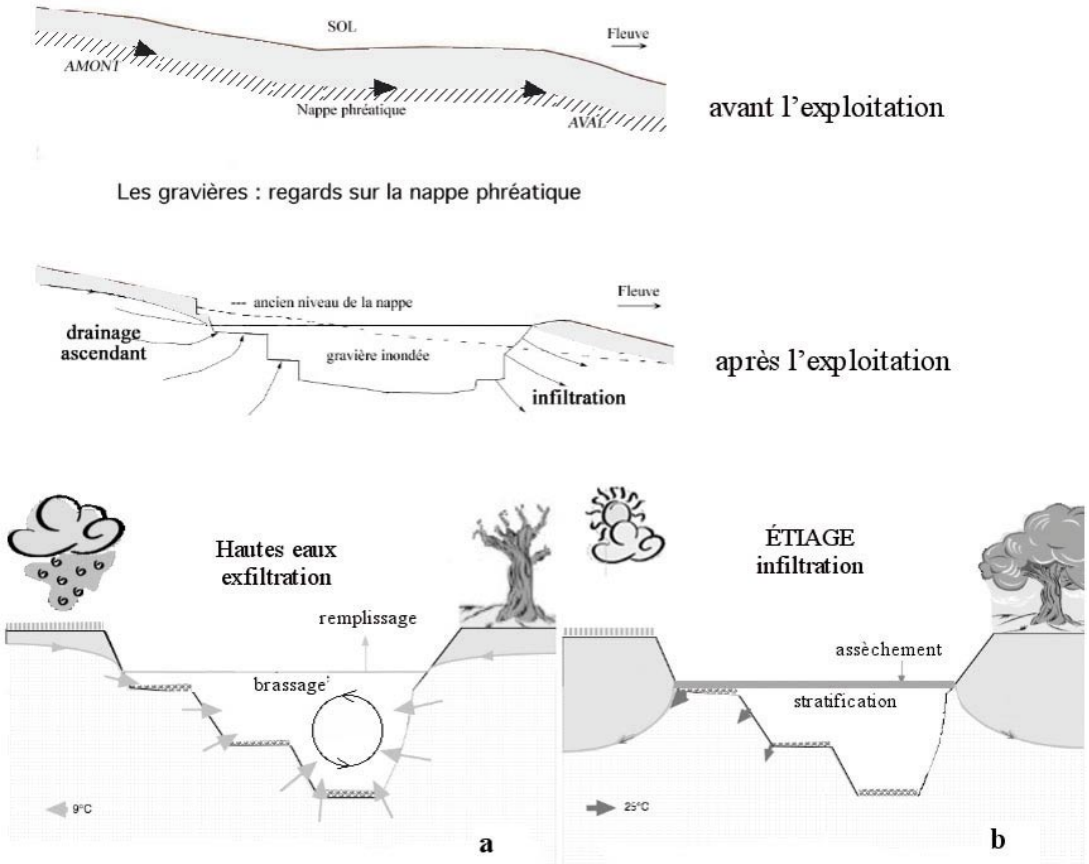 SOL
Fleuve
AMONT
Nappe phréatique
AVAL
avant l'exploitation
Les gravières : regards sur la nappe phréatique
Fleuve
--- ancien niveau de la nappe
drainage
ascendant
gravière inondée
infiltration
après l'exploitation
Hautes eaux
exfiltration
remplissage
brassage
9°C
a
ÉTIAGE
infiltration
assèchement
stratification
25°C
b